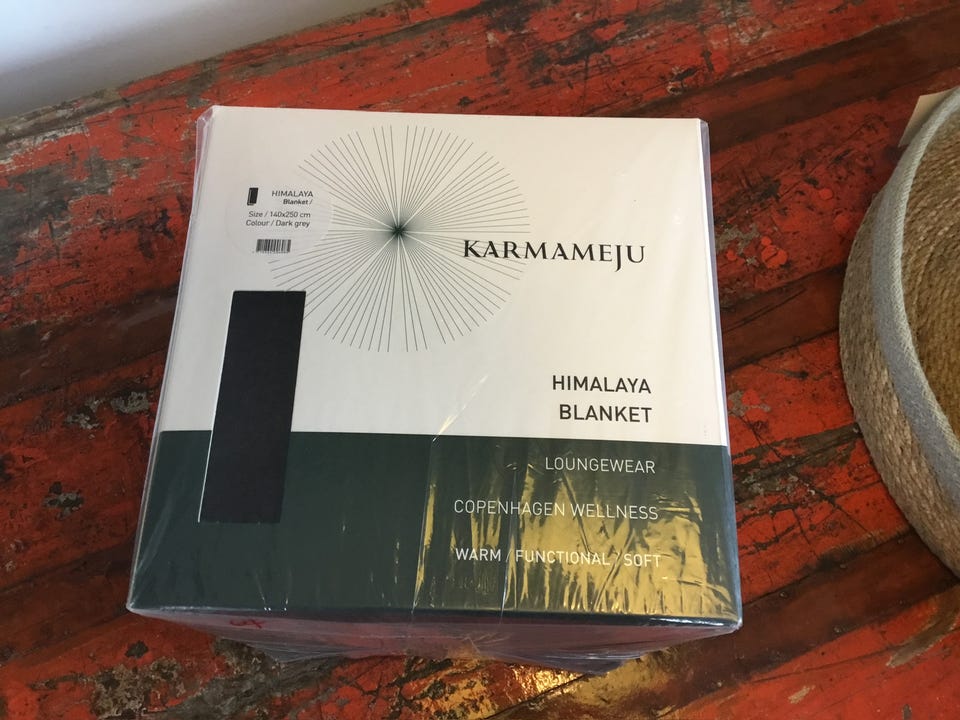 HIMALAYA
Blanket /
Size / 140x250 cm
Colour / Dark grey
KARMAMEJU
HIMALAYA
BLANKET
LOUNGEWEAR
COPENHAGEN WELLNESS
WARM / FUNCTIONAL / SOFT